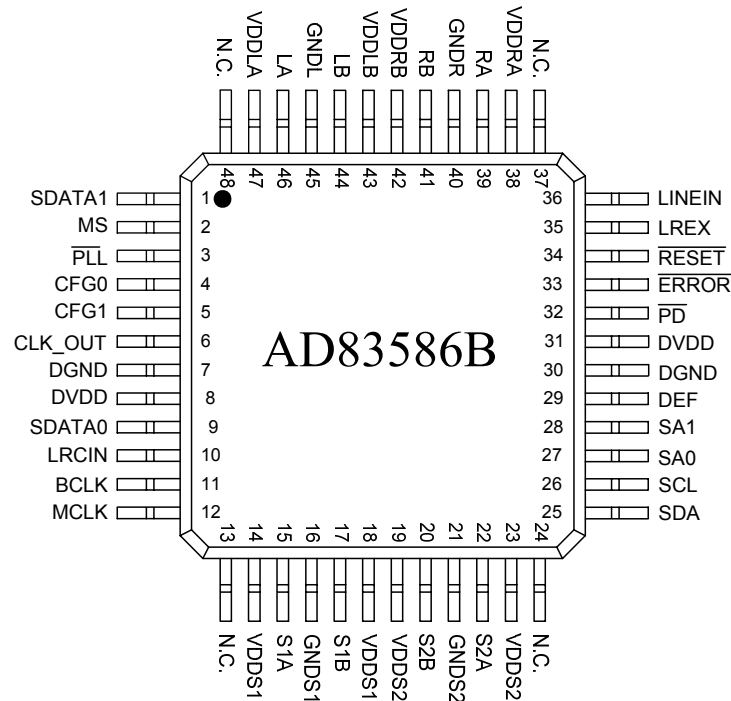 N.C.
VDDLA
LA
GNDL
LB
VDDLB
VDDRB
RB
GNDR
RA
VDDRA
N.C.
48
47
46
45
44
43
42
41
40
39
38
37
SDATA1 1
MS 2
P̅L̅L̅ 3
CFG0 4
CFG1 5
CLK_OUT 6
DGND 7
DVDD 8
SDATA0 9
LRCIN 10
BCLK 11
MCLK 12
AD83586B
36 LINEIN
35 LREX
34 R̅E̅S̅E̅T̅
33 E̅R̅R̅O̅R̅
32 P̅D̅
31 DVDD
30 DGND
29 DEF
28 SA1
27 SA0
26 SCL
25 SDA
13
14
15
16
17
18
19
20
21
22
23
24
N.C.
VDDS1
S1A
GNDS1
S1B
VDDS1
VDDS2
S2B
GNDS2
S2A
VDDS2
N.C.